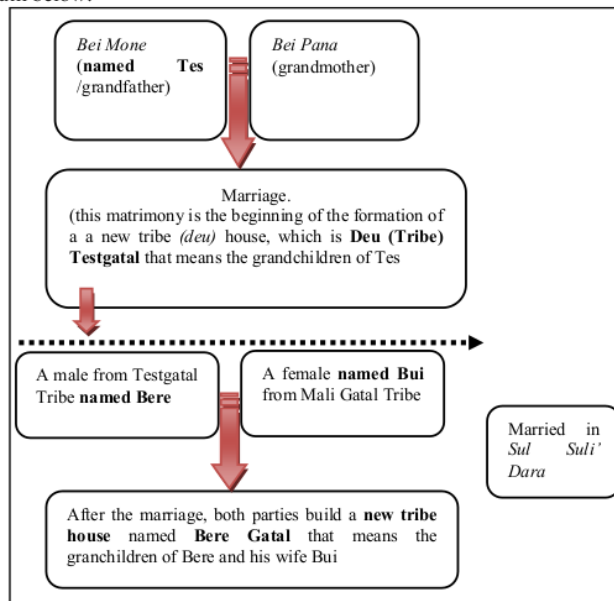 Bei Mone
(named Tes
/grandfather)
Bei Pana
(grandmother)
Marriage.
(this matrimony is the beginning of the formation of
a a new tribe (deu) house, which is Deu (Tribe)
Testgatal that means the grandchildren of Tes
A male from Testgatal
Tribe named Bere
A female named Bui
from Mali Gatal Tribe
Married in
Sul Suli’
Dara
After the marriage, both parties build a new tribe
house named Bere Gatal that means the
granchildren of Bere and his wife Bui